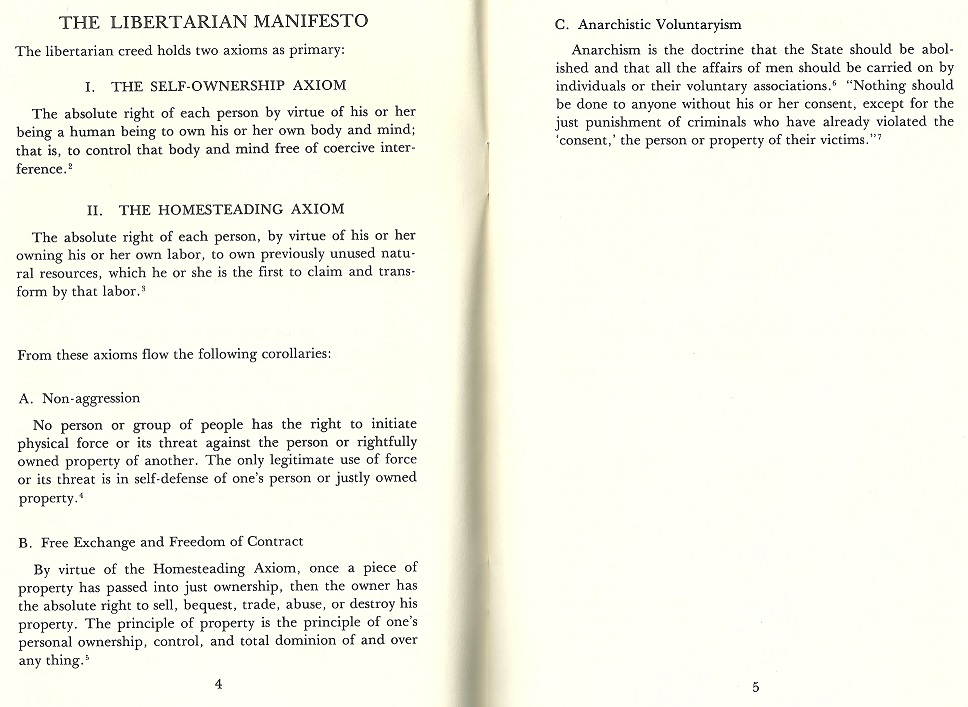 THE LIBERTARIAN MANIFESTO
The libertarian creed holds two axioms as primary:
I. THE SELF-OWNERSHIP AXIOM
The absolute right of each person by virtue of his or her
being a human being to own his or her own body and mind;
that is, to control that body and mind free of coercive inter-
ference.²
II. THE HOMESTEADING AXIOM
The absolute right of each person, by virtue of his or her
owning his or her own labor, to own previously unused natu-
ral resources, which he or she is the first to claim and trans-
form by that labor.³
From these axioms flow the following corollaries:
A. Non-aggression
No person or group of people has the right to initiate
physical force or its threat against the person or rightfully
owned property of another. The only legitimate use of force
or its threat is in self-defense of one's person or justly owned
property.⁴
B. Free Exchange and Freedom of Contract
By virtue of the Homesteading Axiom, once a piece of
property has passed into just ownership, then the owner has
the absolute right to sell, bequest, trade, abuse, or destroy his
property. The principle of property is the principle of one's
personal ownership, control, and total dominion of and over
any thing.⁵
4
C. Anarchistic Voluntaryism
Anarchism is the doctrine that the State should be abol-
ished and that all the affairs of men should be carried on by
individuals or their voluntary associations.⁶ "Nothing should
be done to anyone without his or her consent, except for the
just punishment of criminals who have already violated the
'consent,' the person or property of their victims."⁷
5